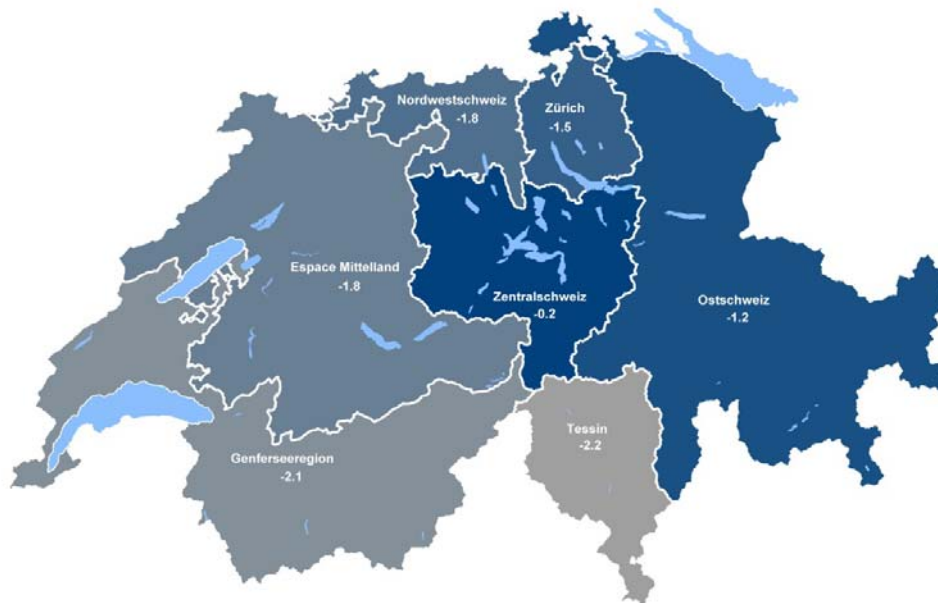 Nordwestschweiz
-1.8
Zürich
-1.5
Espace Mittelland
-1.8
Zentralschweiz
-0.2
Ostschweiz
-1.2
Genferseeregion
-2.1
Tessin
-2.2